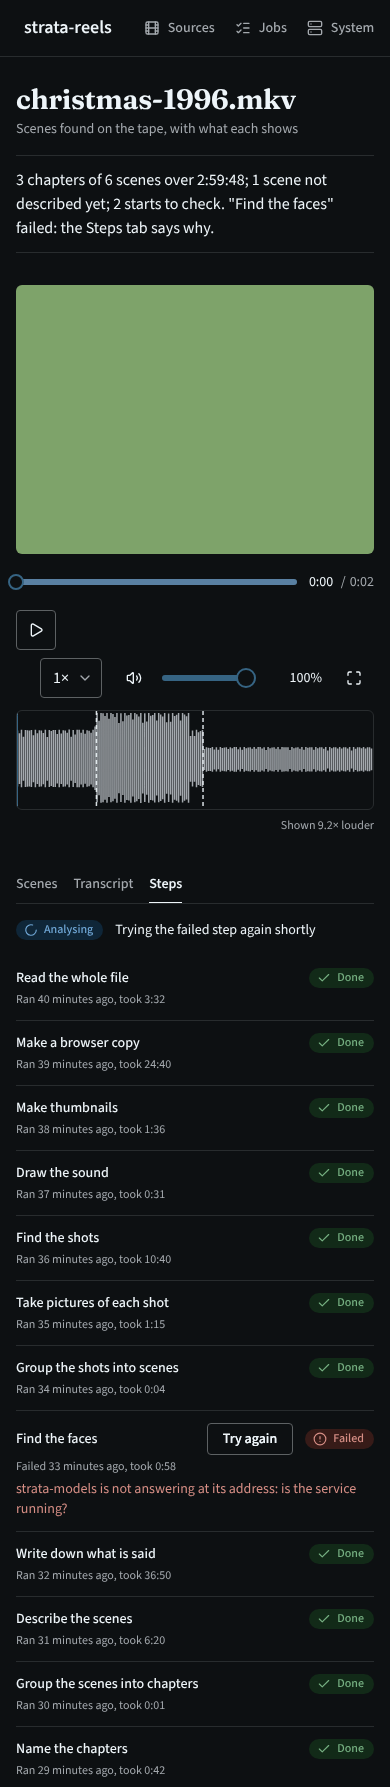 strata-reels Sources Jobs System
christmas-1996.mkv
Scenes found on the tape, with what each shows
3 chapters of 6 scenes over 2:59:48; 1 scene not
described yet; 2 starts to check. "Find the faces"
failed: the Steps tab says why.
0:00 / 0:02
1× 100%
Shown 9.2× louder
Scenes Transcript Steps
Analysing Trying the failed step again shortly
Read the whole file Done
Ran 40 minutes ago, took 3:32
Make a browser copy Done
Ran 39 minutes ago, took 24:40
Make thumbnails Done
Ran 38 minutes ago, took 1:36
Draw the sound Done
Ran 37 minutes ago, took 0:31
Find the shots Done
Ran 36 minutes ago, took 10:40
Take pictures of each shot Done
Ran 35 minutes ago, took 1:15
Group the shots into scenes Done
Ran 34 minutes ago, took 0:04
Find the faces Try again Failed
Failed 33 minutes ago, took 0:58
strata-models is not answering at its address: is the service
running?
Write down what is said Done
Ran 32 minutes ago, took 36:50
Describe the scenes Done
Ran 31 minutes ago, took 6:20
Group the scenes into chapters Done
Ran 30 minutes ago, took 0:01
Name the chapters Done
Ran 29 minutes ago, took 0:42